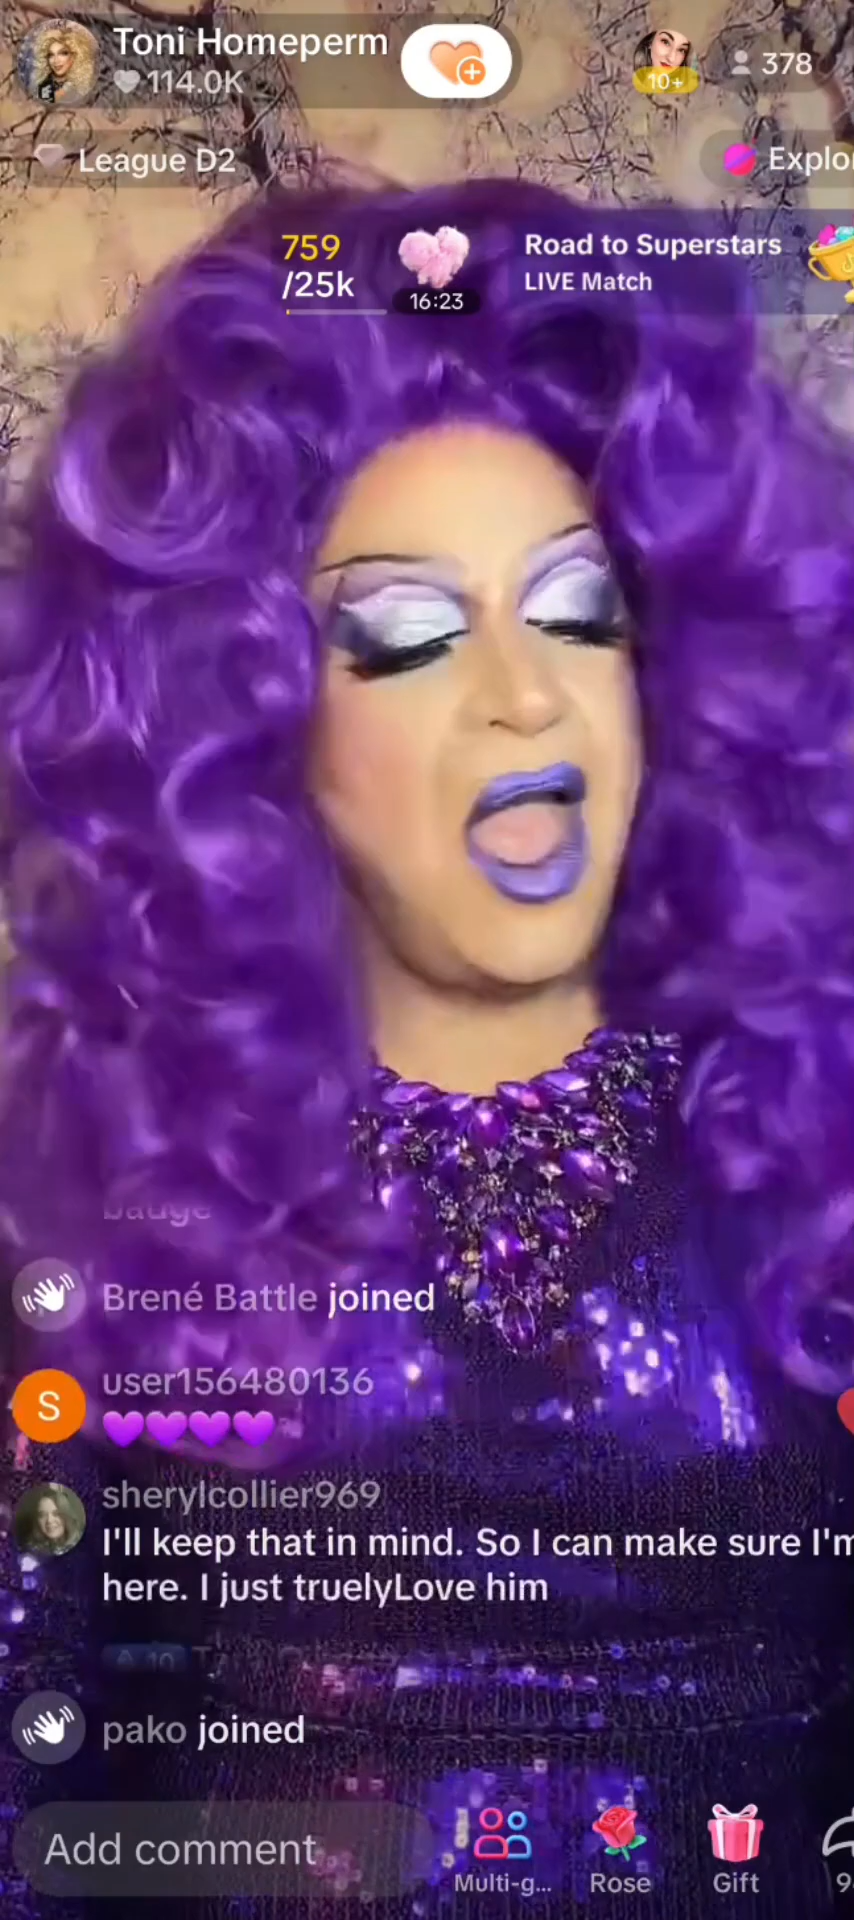 Toni Homeperm
114.0K
10+
378
League D2
759
/25k
16:23
Road to Superstars
LIVE Match
Brené Battle joined
S
user156480136
💜💜💜💜
sherylcollier969
I'll keep that in mind. So I can make sure I'm
here. I just truelyLove him
10
pako joined
Add comment
Multi-g...
Rose
Gift